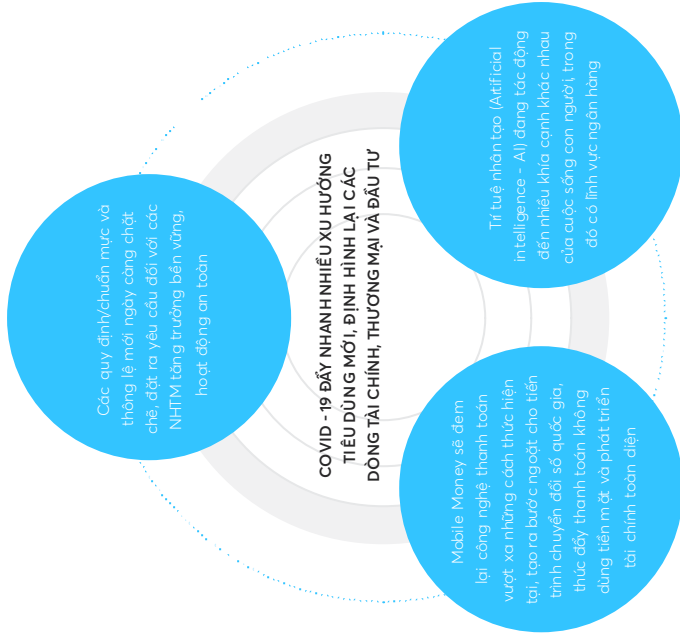 Các quy định/chuẩn mực và
thông lệ mới ngày càng chặt
chẽ, đặt ra yêu cầu đối với các
NHTM tăng trưởng bền vững,
hoạt động an toàn
COVID - 19 ĐẨY NHANH NHIỀU XU HƯỚNG
TIÊU DÙNG MỚI, ĐỊNH HÌNH LẠI CÁC
DÒNG TÀI CHÍNH, THƯƠNG MẠI VÀ ĐẦU TƯ
Mobile Money sẽ đem
lại công nghệ thanh toán
vượt xa những cách thức hiện
tại, tạo ra bước ngoặt cho tiến
trình chuyển đổi số quốc gia,
thúc đẩy thanh toán không
dùng tiền mặt và phát triển
tài chính toàn diện
Trí tuệ nhân tạo (Artificial
intelligence - AI) đang tác động
đến nhiều khía cạnh khác nhau
của cuộc sống con người, trong
đó có lĩnh vực ngân hàng